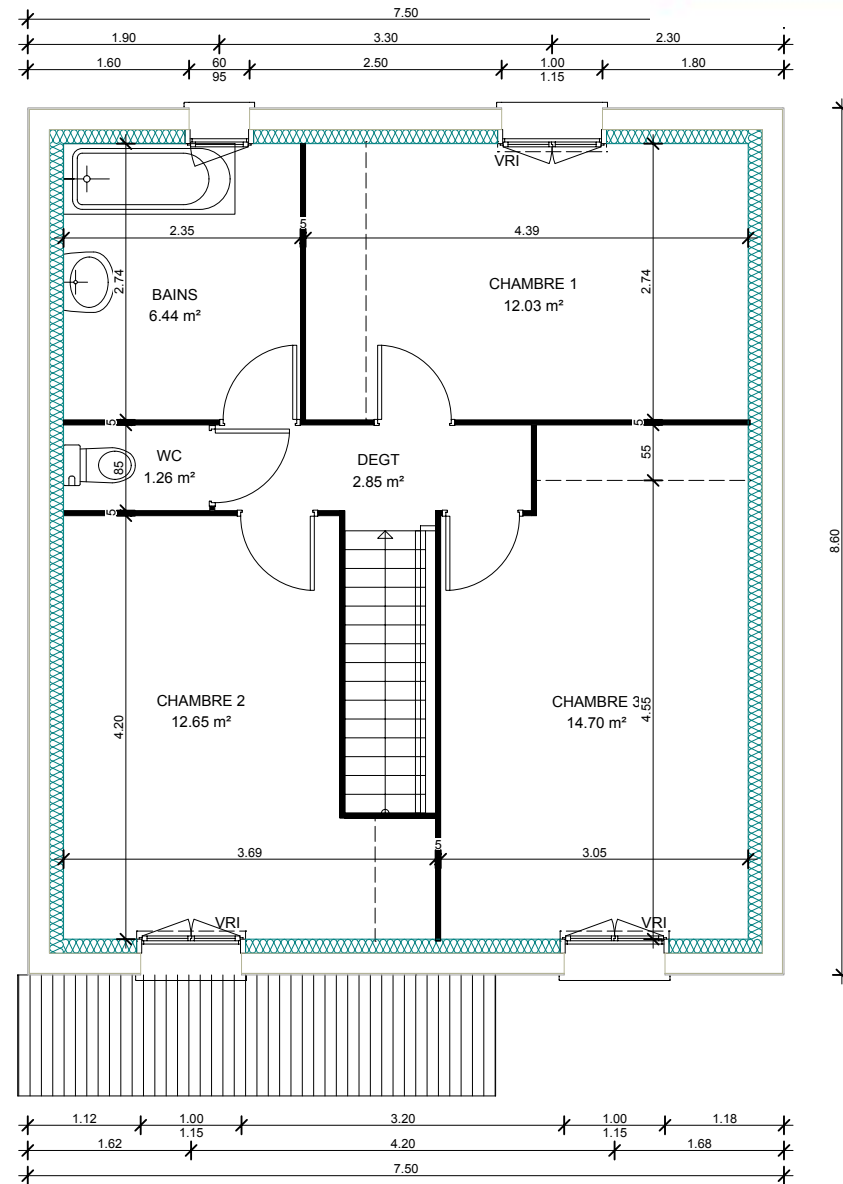 7.50
1.90 3.30 2.30
1.60 60 2.50 1.00 1.80
95 1.15
VRI
5
2.35 4.39
2.74 2.74
BAINS
6.44 m²
CHAMBRE 1
12.03 m²
5 5
WC
1.26 m²
85
DEGT
2.85 m²
55
5
8.60
CHAMBRE 2
12.65 m²
4.20
CHAMBRE 3
14.70 m²
4.55
5
3.69 3.05
VRI VRI
1.12 1.00 3.20 1.00 1.18
1.15 1.15
1.62 4.20 1.68
7.50